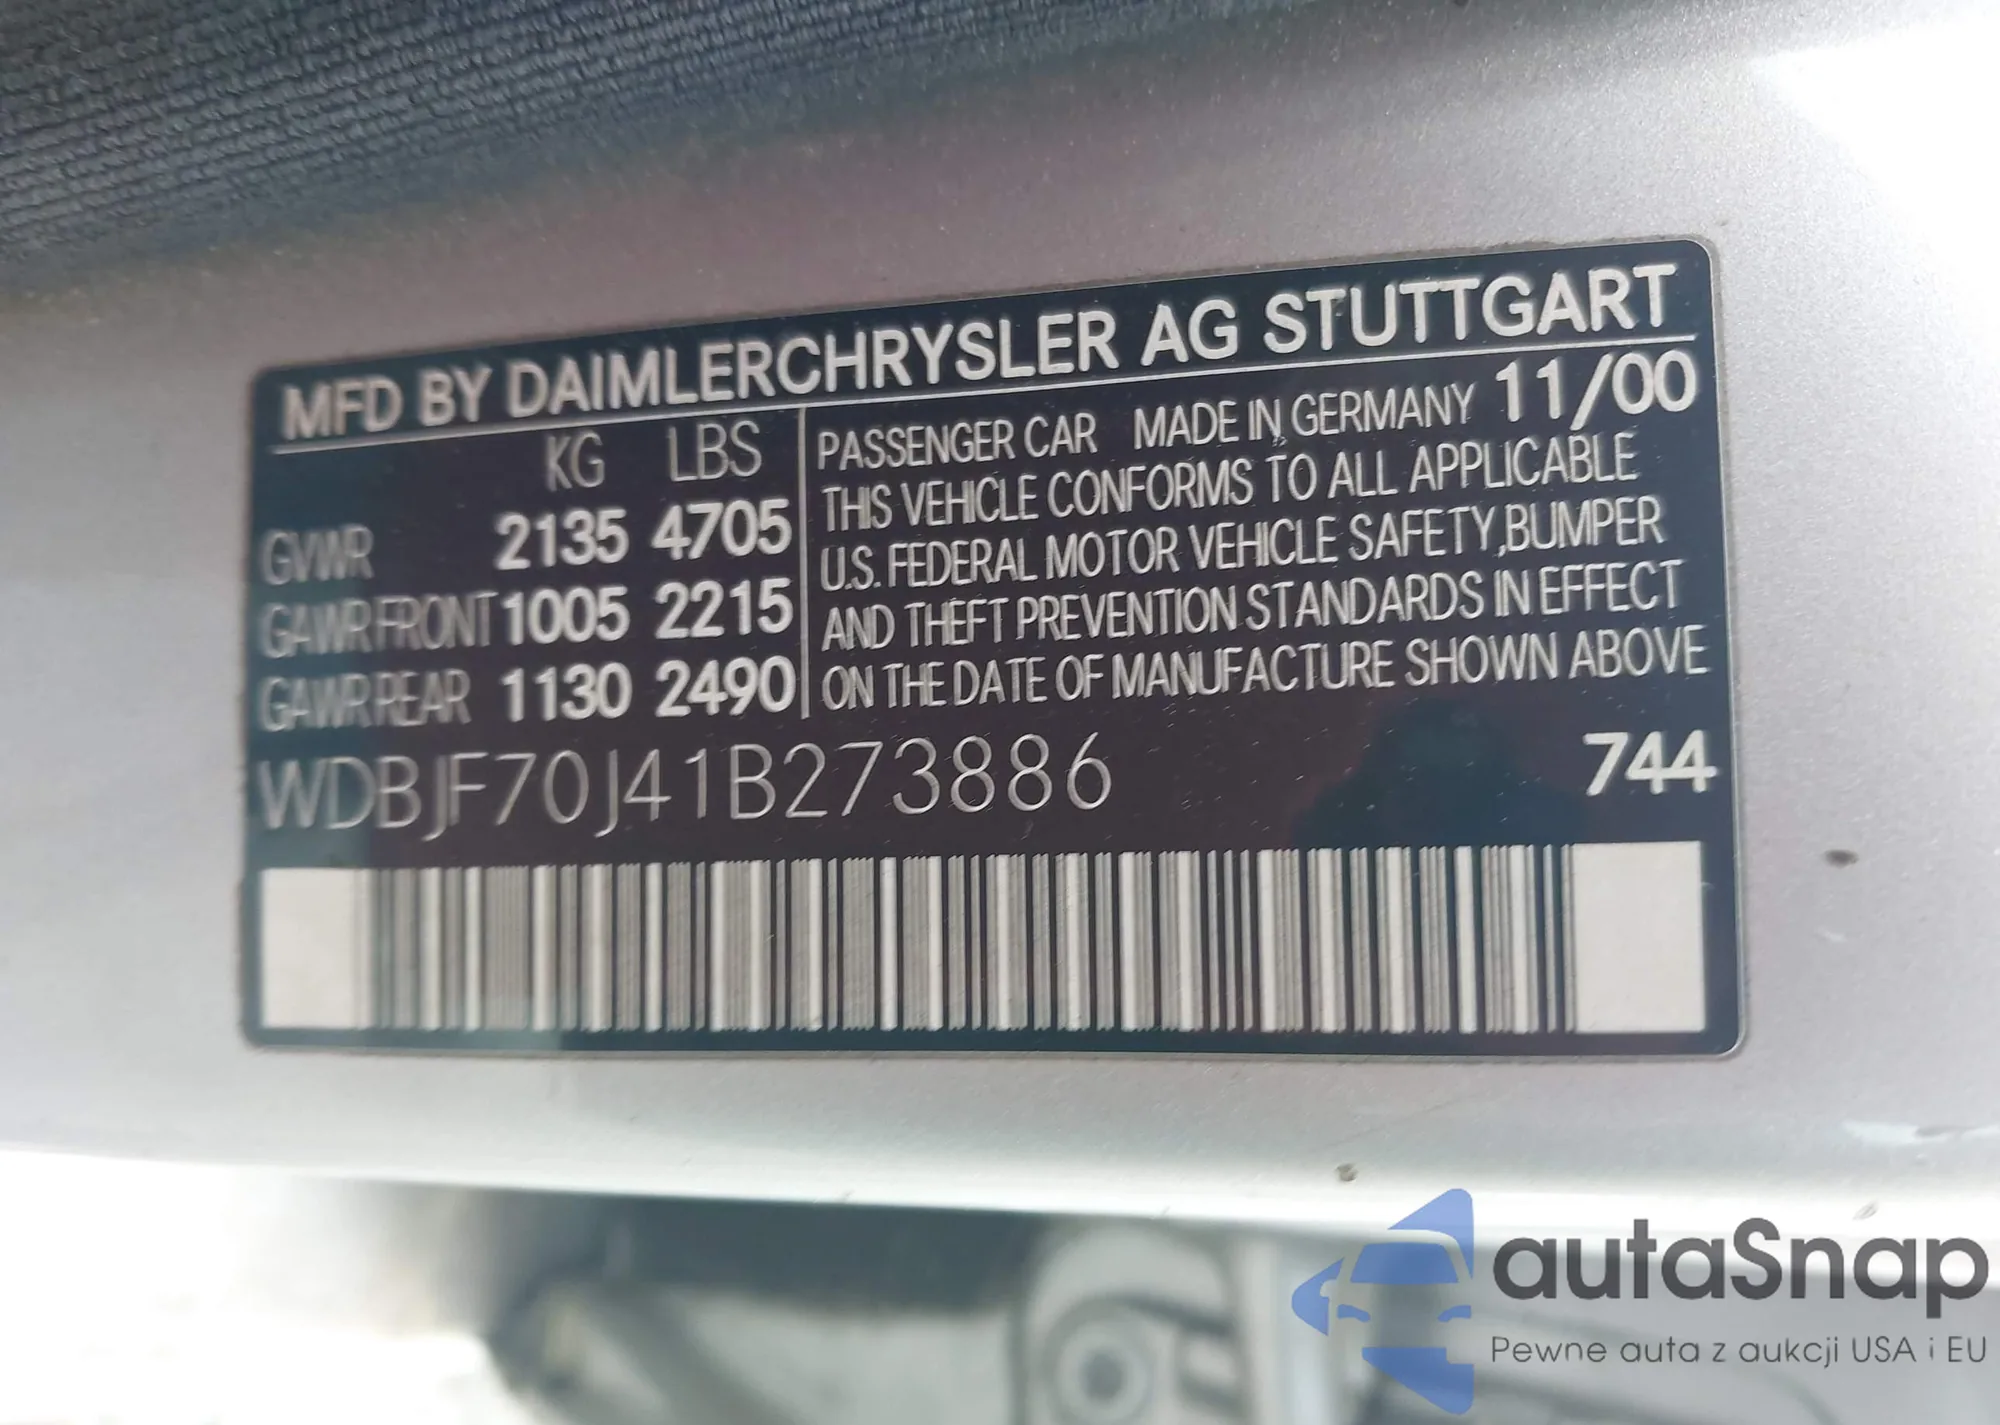 MFD BY DAIMLERCHRYSLER AG STUTTGART
KG LBS
GVWR 2135 4705
GAWR FRONT 1005 2215
GAWR REAR 1130 2490
PASSENGER CAR MADE IN GERMANY 11/00
THIS VEHICLE CONFORMS TO ALL APPLICABLE
U.S. FEDERAL MOTOR VEHICLE SAFETY,BUMPER
AND THEFT PREVENTION STANDARDS IN EFFECT
ON THE DATE OF MANUFACTURE SHOWN ABOVE
WDBJF70J41B273886 744
autaSnap
Pewne auta z aukcji USA i EU